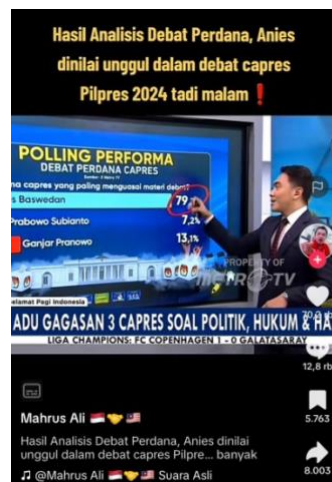 Hasil Analisis Debat Perdana, Anies
dinilai unggul dalam debat capres
Pilpres 2024 tadi malam❗
POLLING PERFORMA
DEBAT PERDANA CAPRES
na capres yang paling menguasai materi debat?
s Baswedan
79,
Prabowo Subianto
7,2%
Ganjar Pranowo
13,1%
PROPERTY OF
METRO TV
Selamat Pagi Indonesia
ADU GAGASAN 3 CAPRES SOAL POLITIK, HUKUM & HA
LIGA CHAMPIONS: FC COPENHAGEN 1 - 0 GALATASARAY
12,8 rb
5.763
8.003
Mahrus Ali 🇮🇩🤝🇲🇾
Hasil Analisis Debat Perdana, Anies dinilai
unggul dalam debat capres Pilpre... banyak
♫ @Mahrus Ali 🇮🇩🤝🇲🇾 Suara Asli